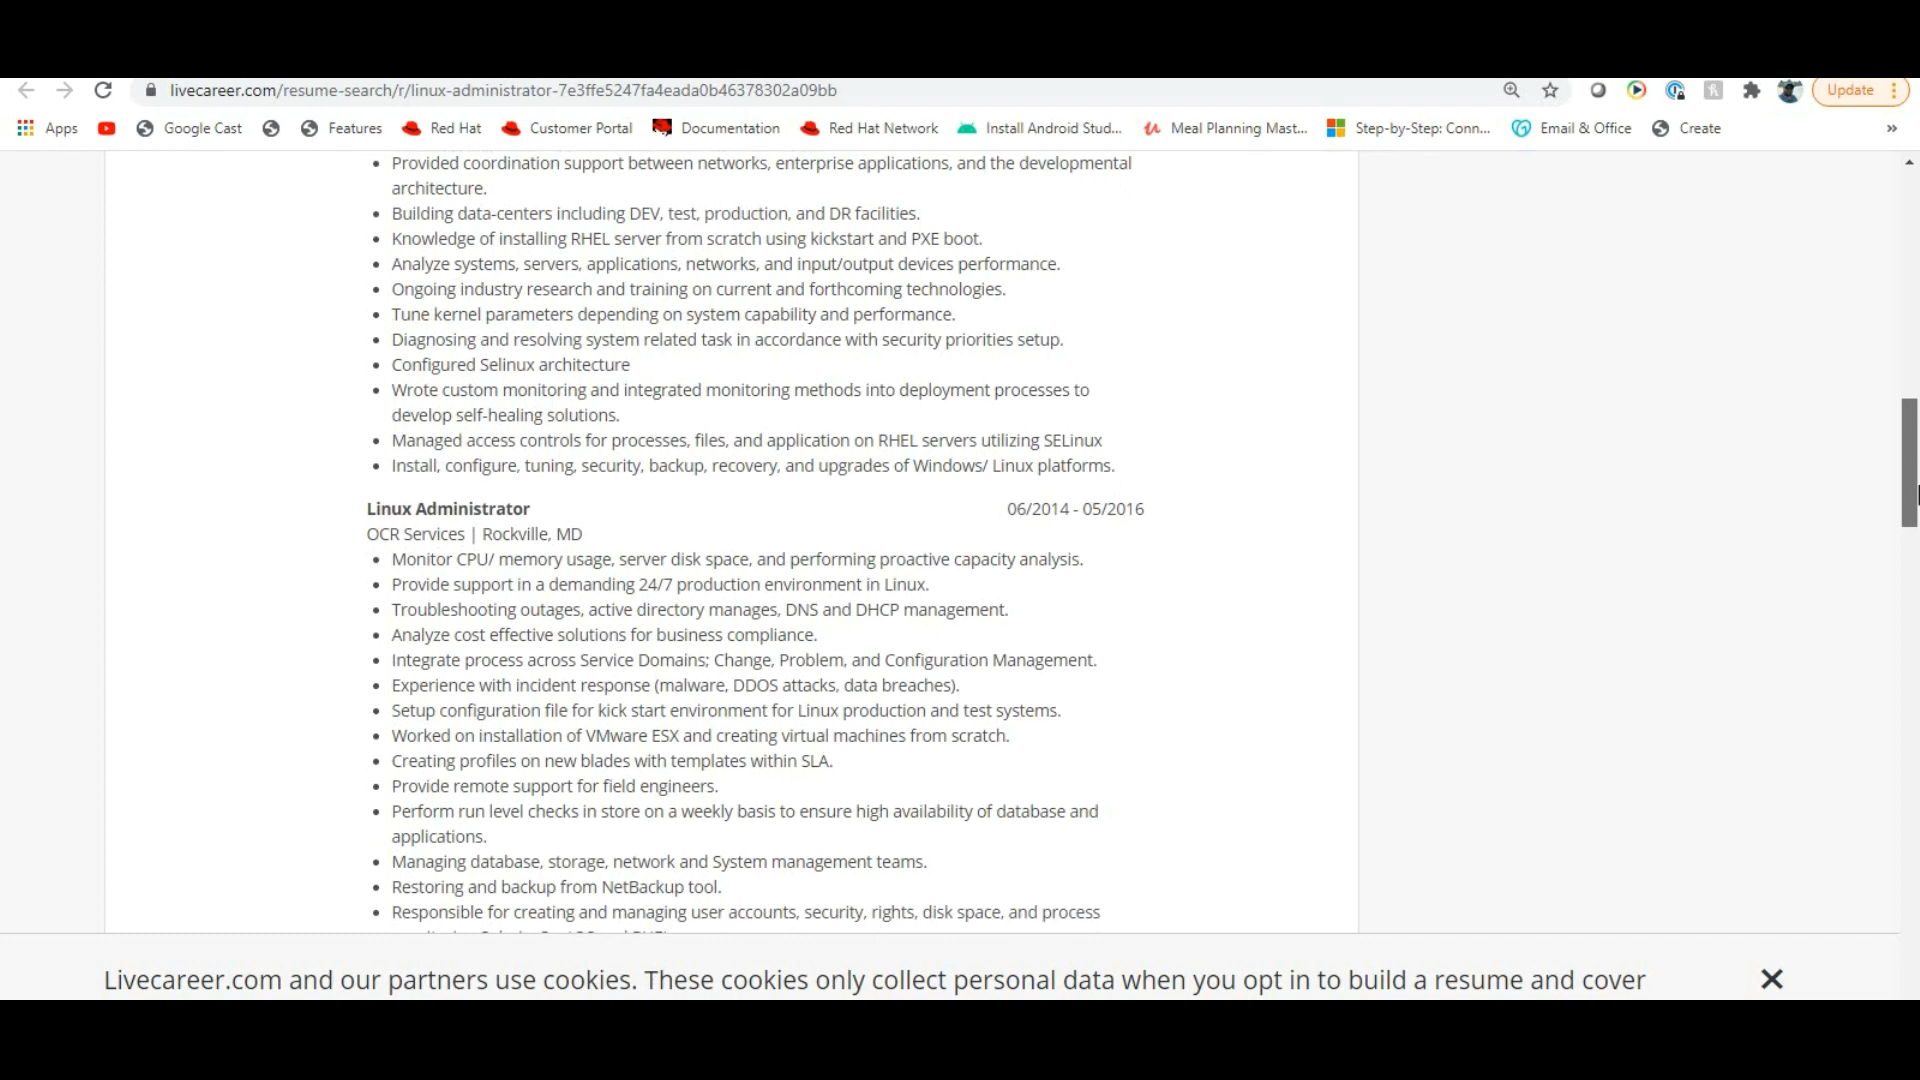 livecareer.com/resume-search/r/linux-administrator-7e3ffe5247fa4eada0b46378302a09bb
Update
Apps Google Cast Features Red Hat Customer Portal Documentation Red Hat Network Install Android Stud... Meal Planning Mast... Step-by-Step: Conn... Email & Office Create »
• Provided coordination support between networks, enterprise applications, and the developmental
architecture.
• Building data-centers including DEV, test, production, and DR facilities.
• Knowledge of installing RHEL server from scratch using kickstart and PXE boot.
• Analyze systems, servers, applications, networks, and input/output devices performance.
• Ongoing industry research and training on current and forthcoming technologies.
• Tune kernel parameters depending on system capability and performance.
• Diagnosing and resolving system related task in accordance with security priorities setup.
• Configured Selinux architecture
• Wrote custom monitoring and integrated monitoring methods into deployment processes to
develop self-healing solutions.
• Managed access controls for processes, files, and application on RHEL servers utilizing SELinux
• Install, configure, tuning, security, backup, recovery, and upgrades of Windows/ Linux platforms.
Linux Administrator 06/2014 - 05/2016
OCR Services | Rockville, MD
• Monitor CPU/ memory usage, server disk space, and performing proactive capacity analysis.
• Provide support in a demanding 24/7 production environment in Linux.
• Troubleshooting outages, active directory manages, DNS and DHCP management.
• Analyze cost effective solutions for business compliance.
• Integrate process across Service Domains; Change, Problem, and Configuration Management.
• Experience with incident response (malware, DDOS attacks, data breaches).
• Setup configuration file for kick start environment for Linux production and test systems.
• Worked on installation of VMware ESX and creating virtual machines from scratch.
• Creating profiles on new blades with templates within SLA.
• Provide remote support for field engineers.
• Perform run level checks in store on a weekly basis to ensure high availability of database and
applications.
• Managing database, storage, network and System management teams.
• Restoring and backup from NetBackup tool.
• Responsible for creating and managing user accounts, security, rights, disk space, and process
Livecareer.com and our partners use cookies. These cookies only collect personal data when you opt in to build a resume and cover